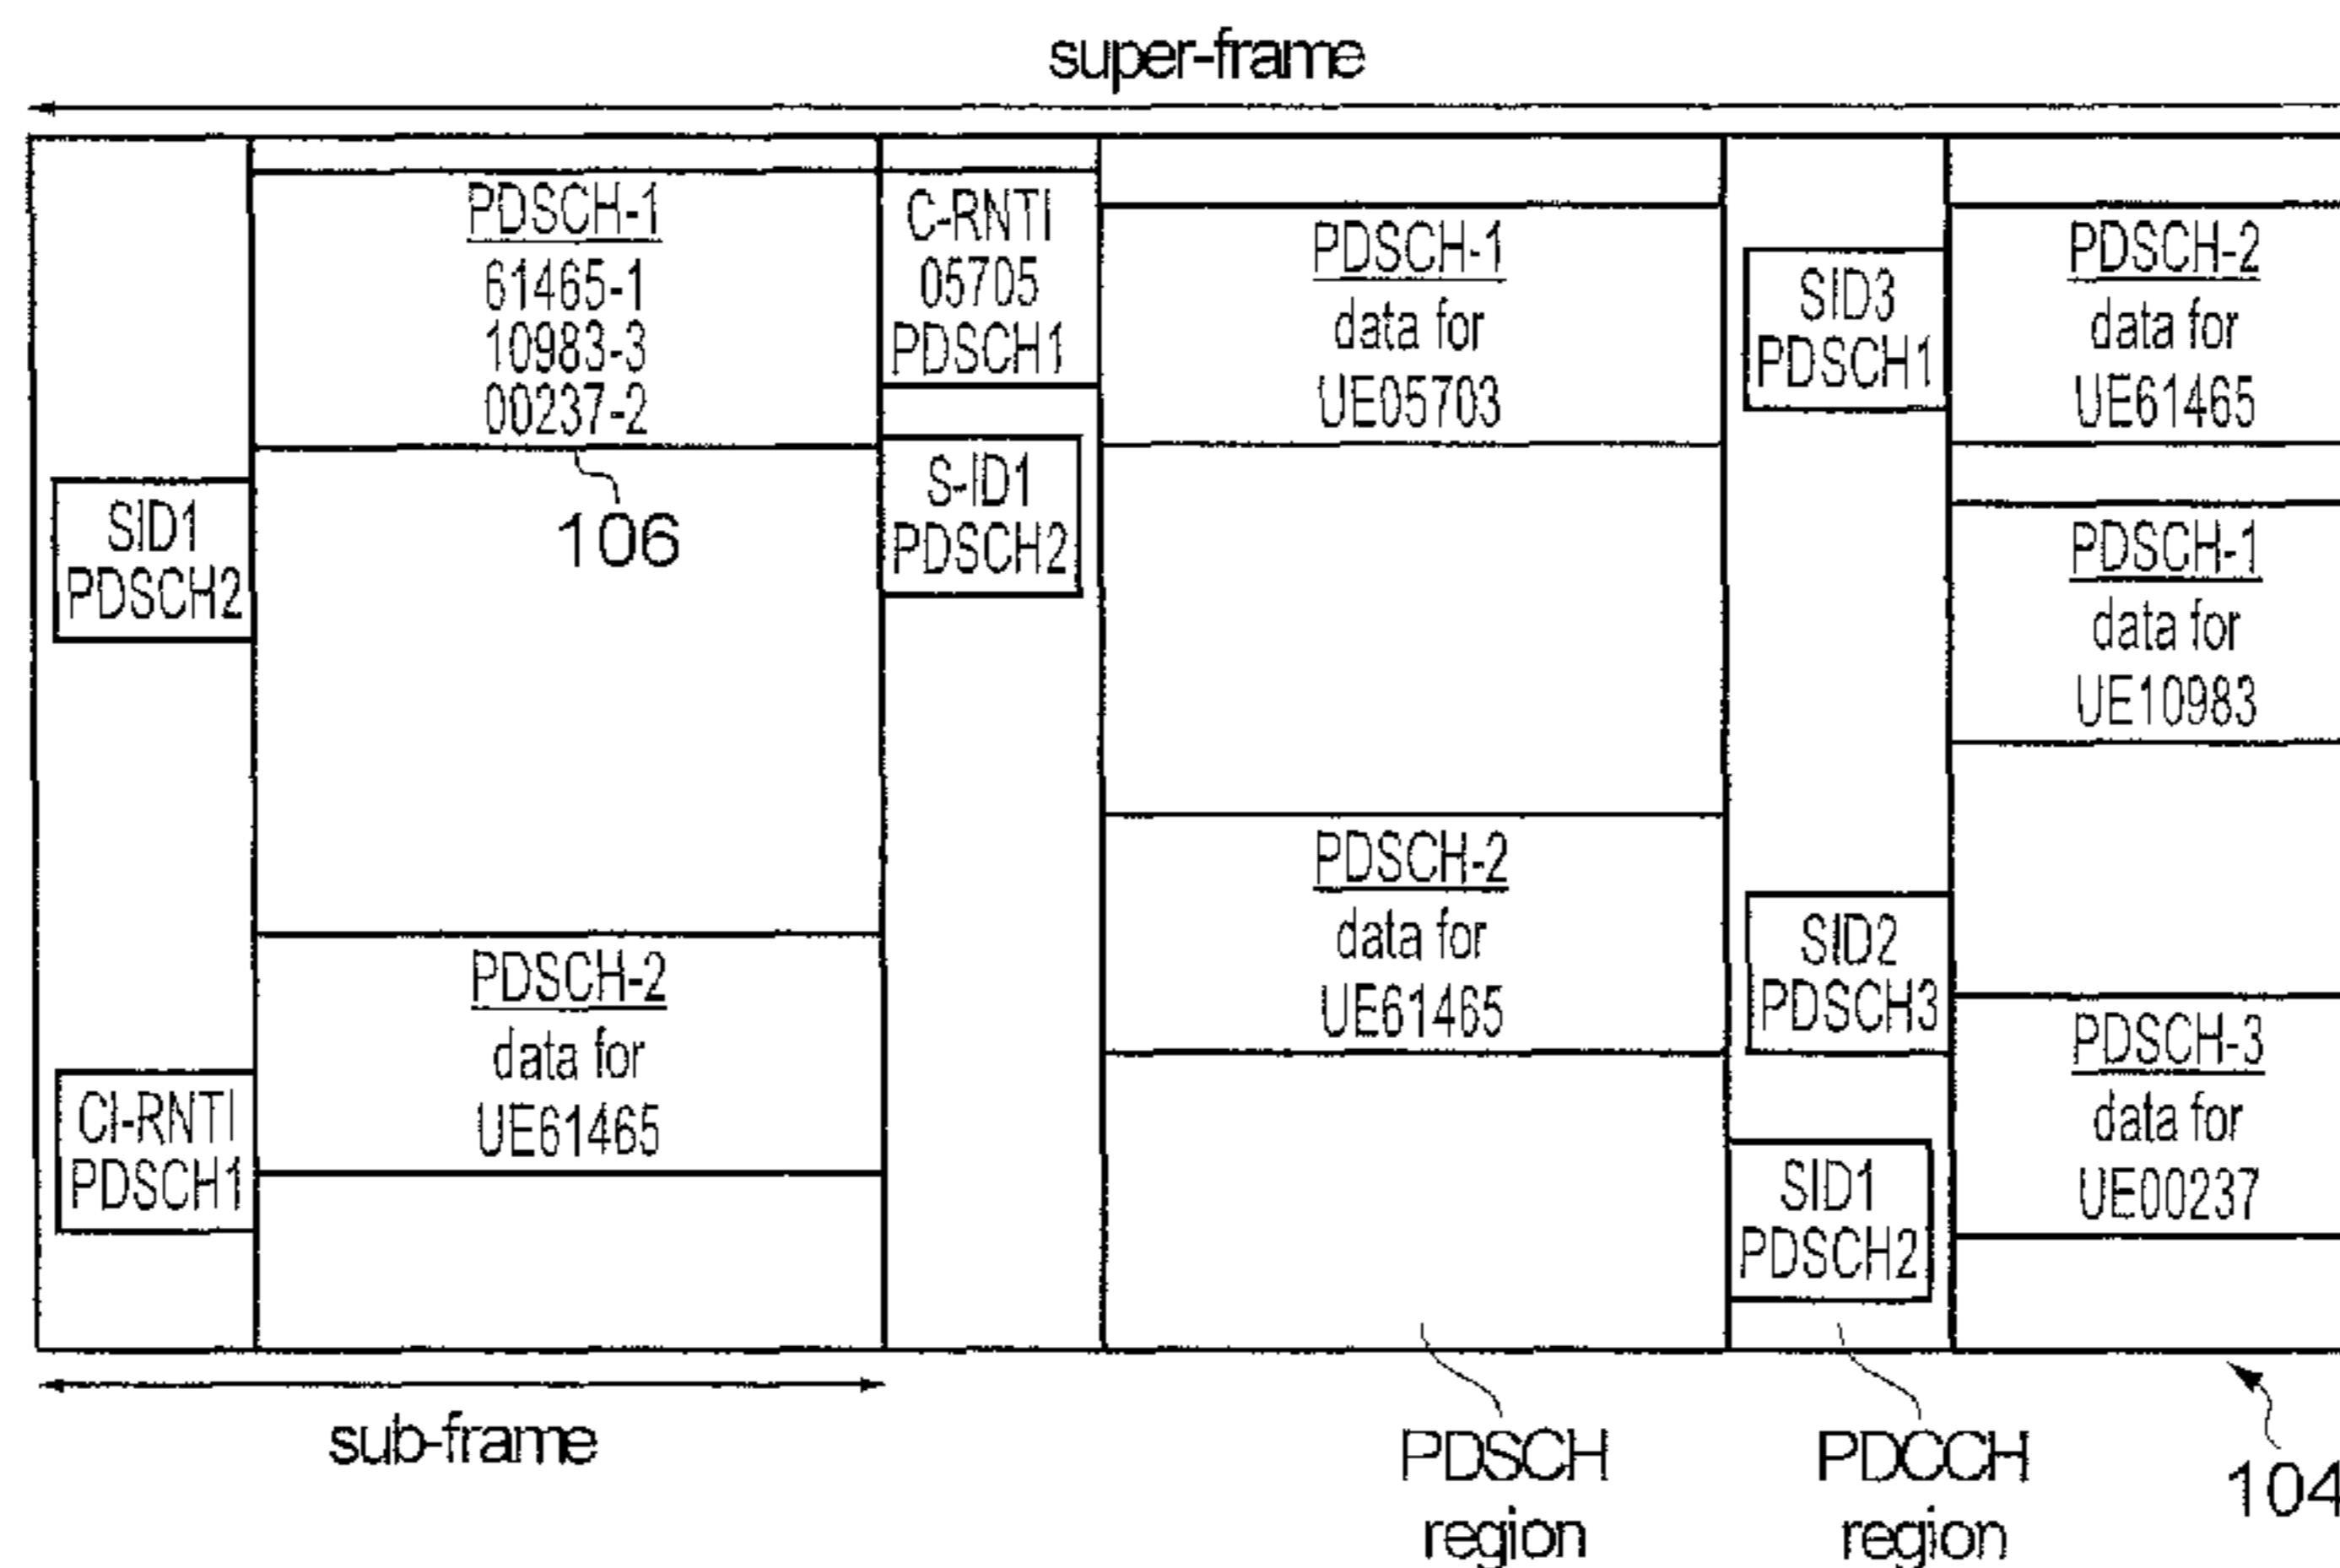 super-frame
PDSCH-1
61465-1
10983-3
00237-2
106
SID1
PDSCH2
PDSCH-2
data for
UE61465
CI-RNTI
PDSCH1
C-RNTI
05705
PDSCH1
S-ID1
PDSCH2
PDSCH-1
data for
UE05703
PDSCH-2
data for
UE61465
SID3
PDSCH1
SID2
PDSCH3
SID1
PDSCH2
PDSCH-2
data for
UE61465
PDSCH-1
data for
UE10983
PDSCH-3
data for
UE00237
sub-frame
PDSCH
region
PDCCH
region
104